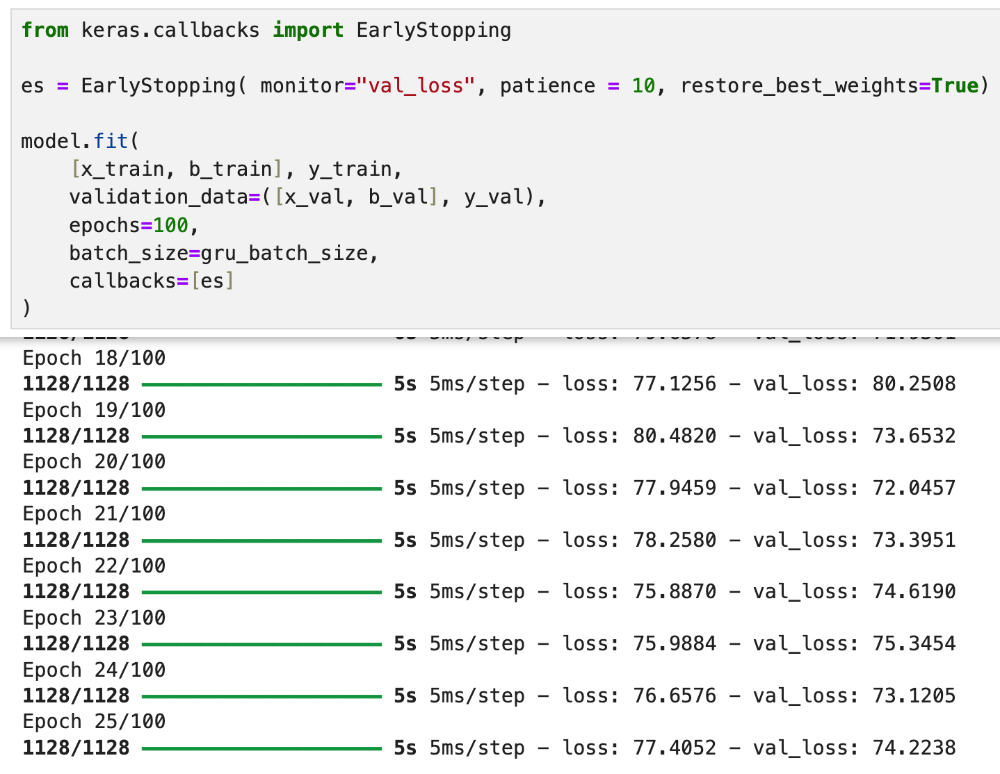 from keras.callbacks import EarlyStopping
es = EarlyStopping( monitor="val_loss", patience = 10, restore_best_weights=True)
model.fit(
    [x_train, b_train], y_train,
    validation_data=([x_val, b_val], y_val),
    epochs=100,
    batch_size=gru_batch_size,
    callbacks=[es]
)
Epoch 18/100
1128/1128 5s 5ms/step - loss: 77.1256 - val_loss: 80.2508
Epoch 19/100
1128/1128 5s 5ms/step - loss: 80.4820 - val_loss: 73.6532
Epoch 20/100
1128/1128 5s 5ms/step - loss: 77.9459 - val_loss: 72.0457
Epoch 21/100
1128/1128 5s 5ms/step - loss: 78.2580 - val_loss: 73.3951
Epoch 22/100
1128/1128 5s 5ms/step - loss: 75.8870 - val_loss: 74.6190
Epoch 23/100
1128/1128 5s 5ms/step - loss: 75.9884 - val_loss: 75.3454
Epoch 24/100
1128/1128 5s 5ms/step - loss: 76.6576 - val_loss: 73.1205
Epoch 25/100
1128/1128 5s 5ms/step - loss: 77.4052 - val_loss: 74.2238